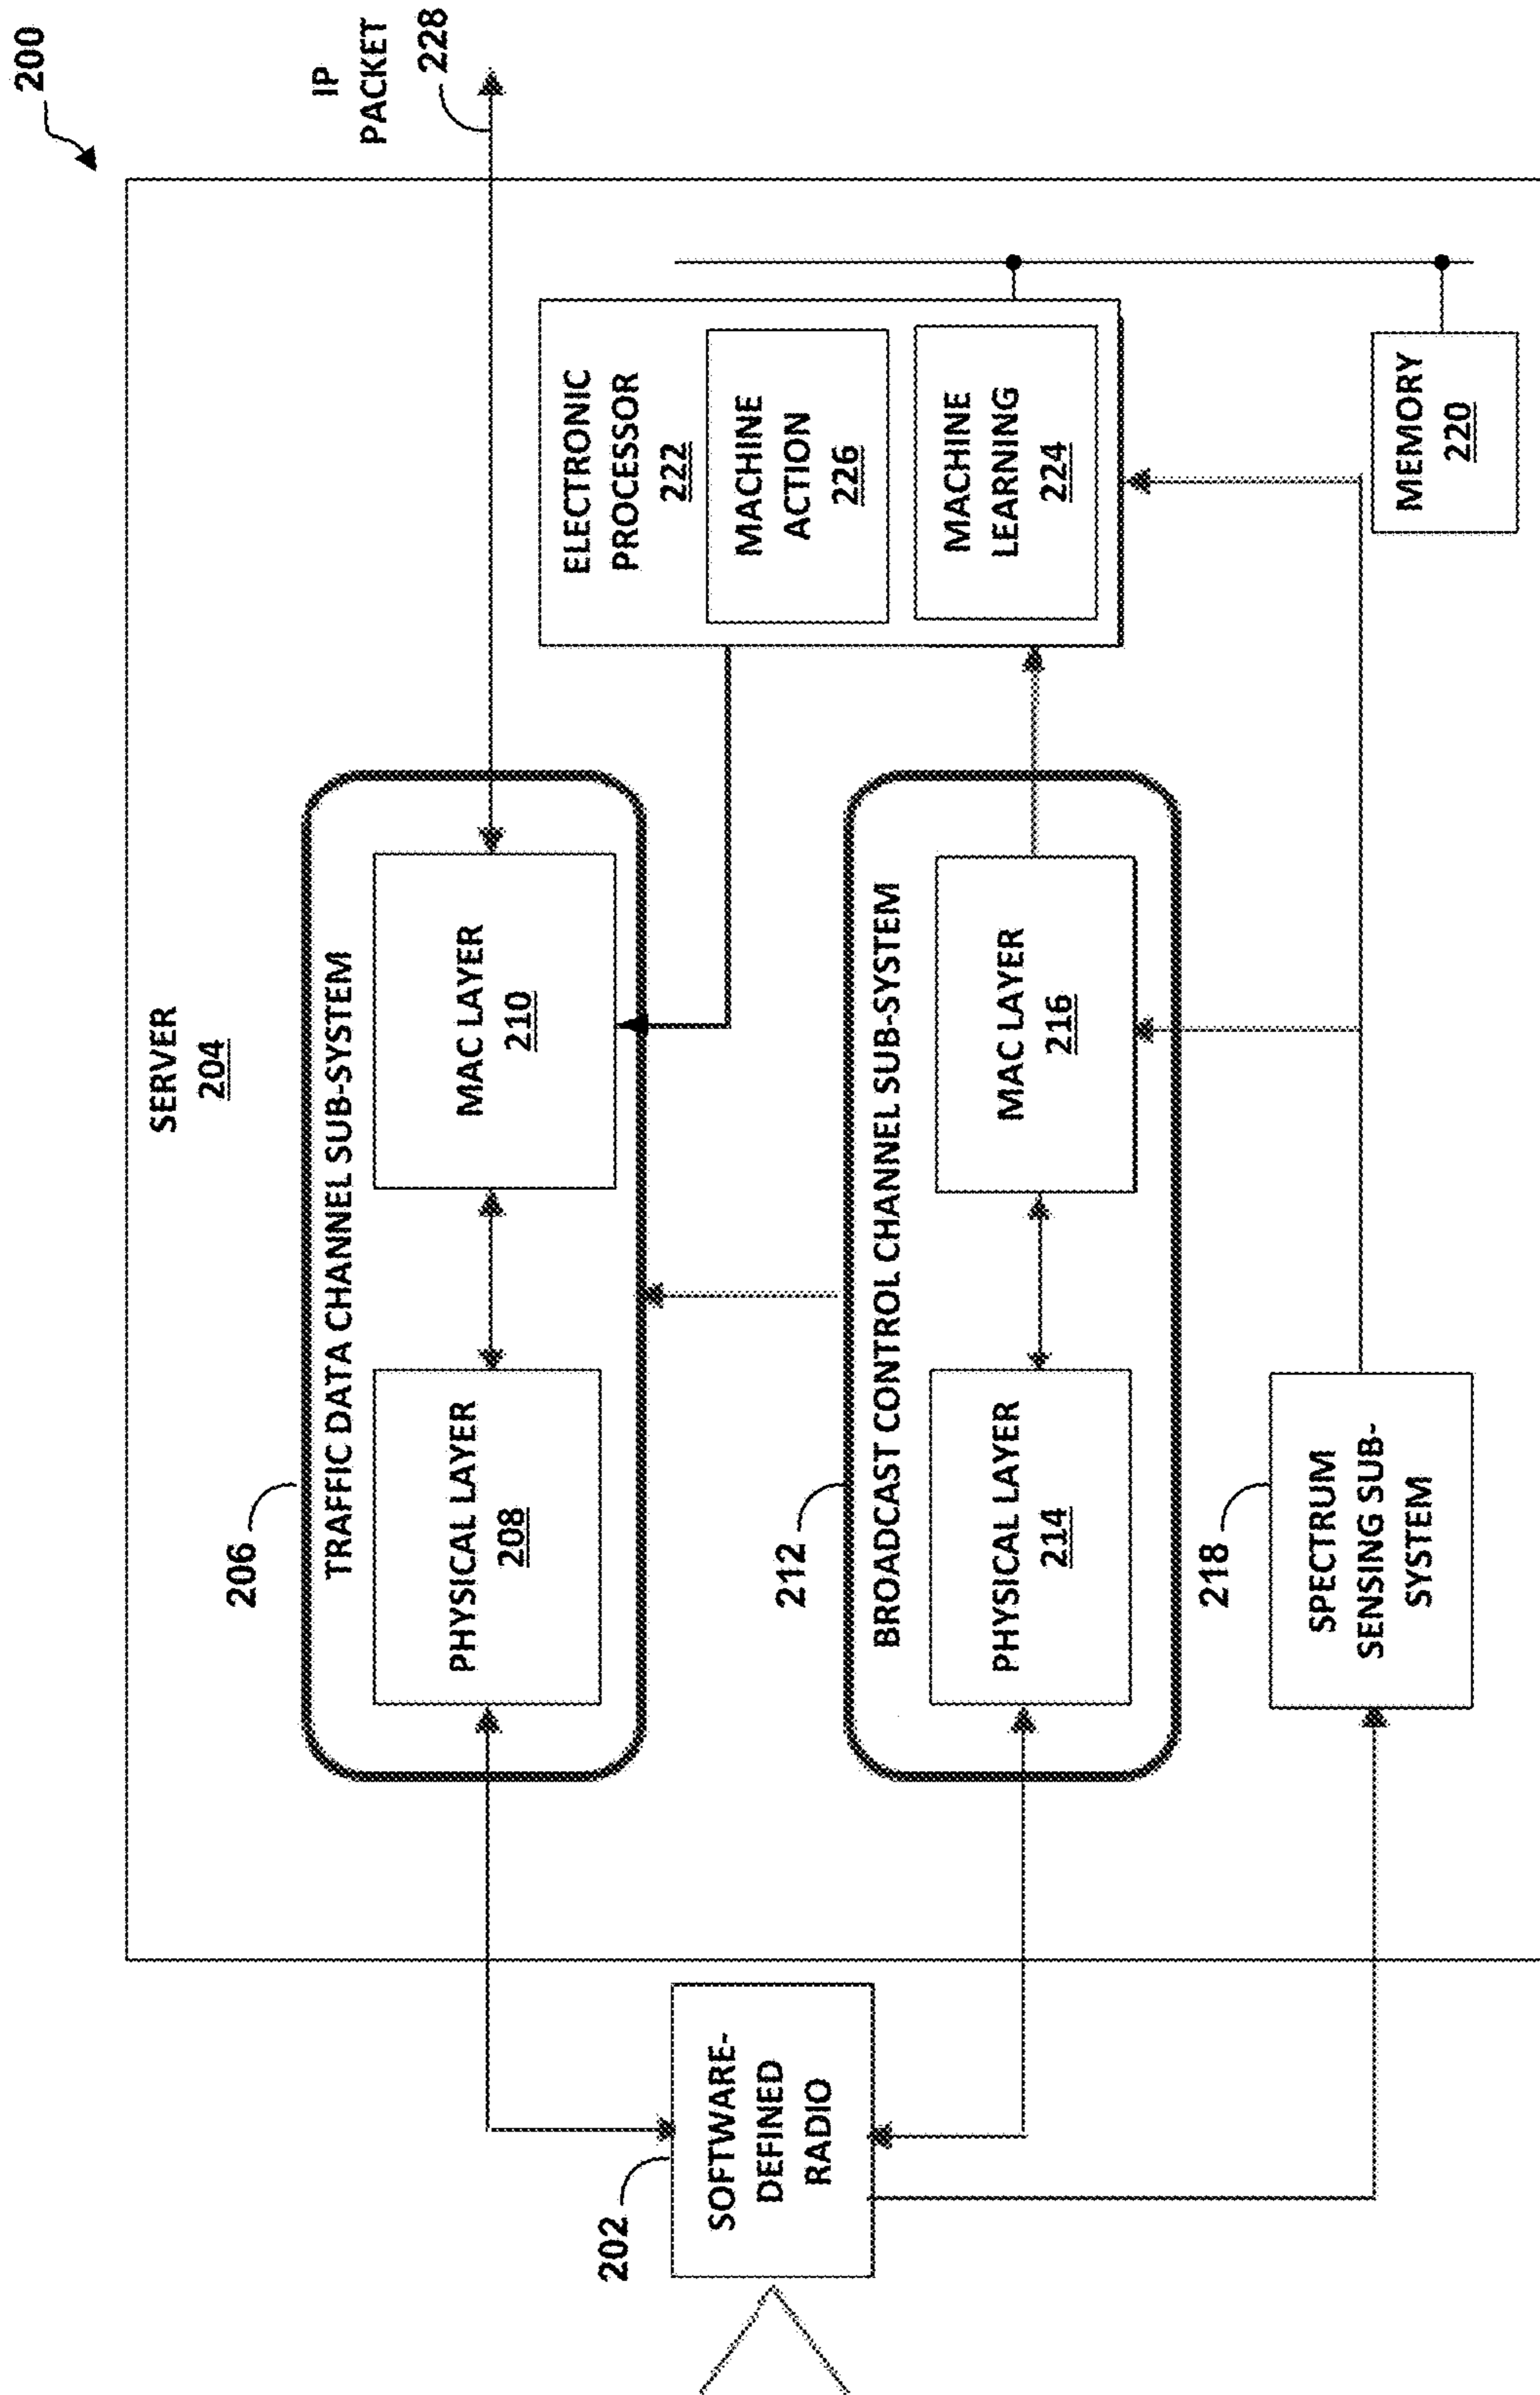 200
IP
PACKET
228
SERVER
204
206
TRAFFIC DATA CHANNEL SUB-SYSTEM
PHYSICAL LAYER
208
MAC LAYER
210
ELECTRONIC
PROCESSOR
222
MACHINE
ACTION
226
MACHINE
LEARNING
224
202
SOFTWARE-
DEFINED
RADIO
212
BROADCAST CONTROL CHANNEL SUB-SYSTEM
PHYSICAL LAYER
214
MAC LAYER
216
218
SPECTRUM
SENSING SUB-
SYSTEM
MEMORY
220